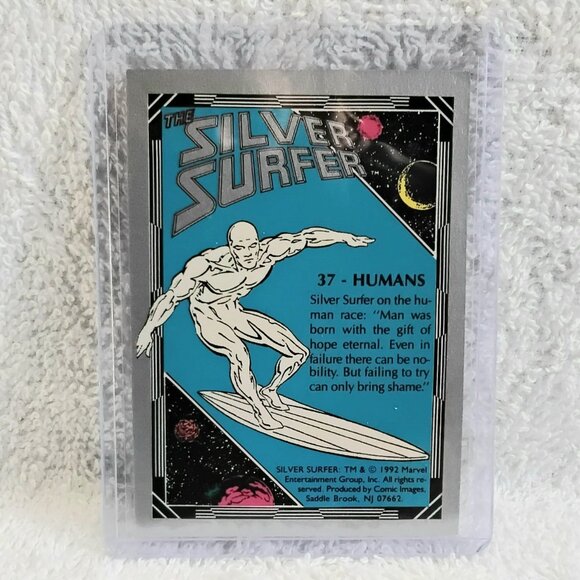 THE
SILVER
SURFER™
37 - HUMANS
Silver Surfer on the hu-
man race: "Man was
born with the gift of
hope eternal. Even in
failure there can be no-
bility. But failing to try
can only bring shame."
SILVER SURFER: TM & © 1992 Marvel
Entertainment Group, Inc. All rights re-
served. Produced by Comic Images,
Saddle Brook, NJ 07662.